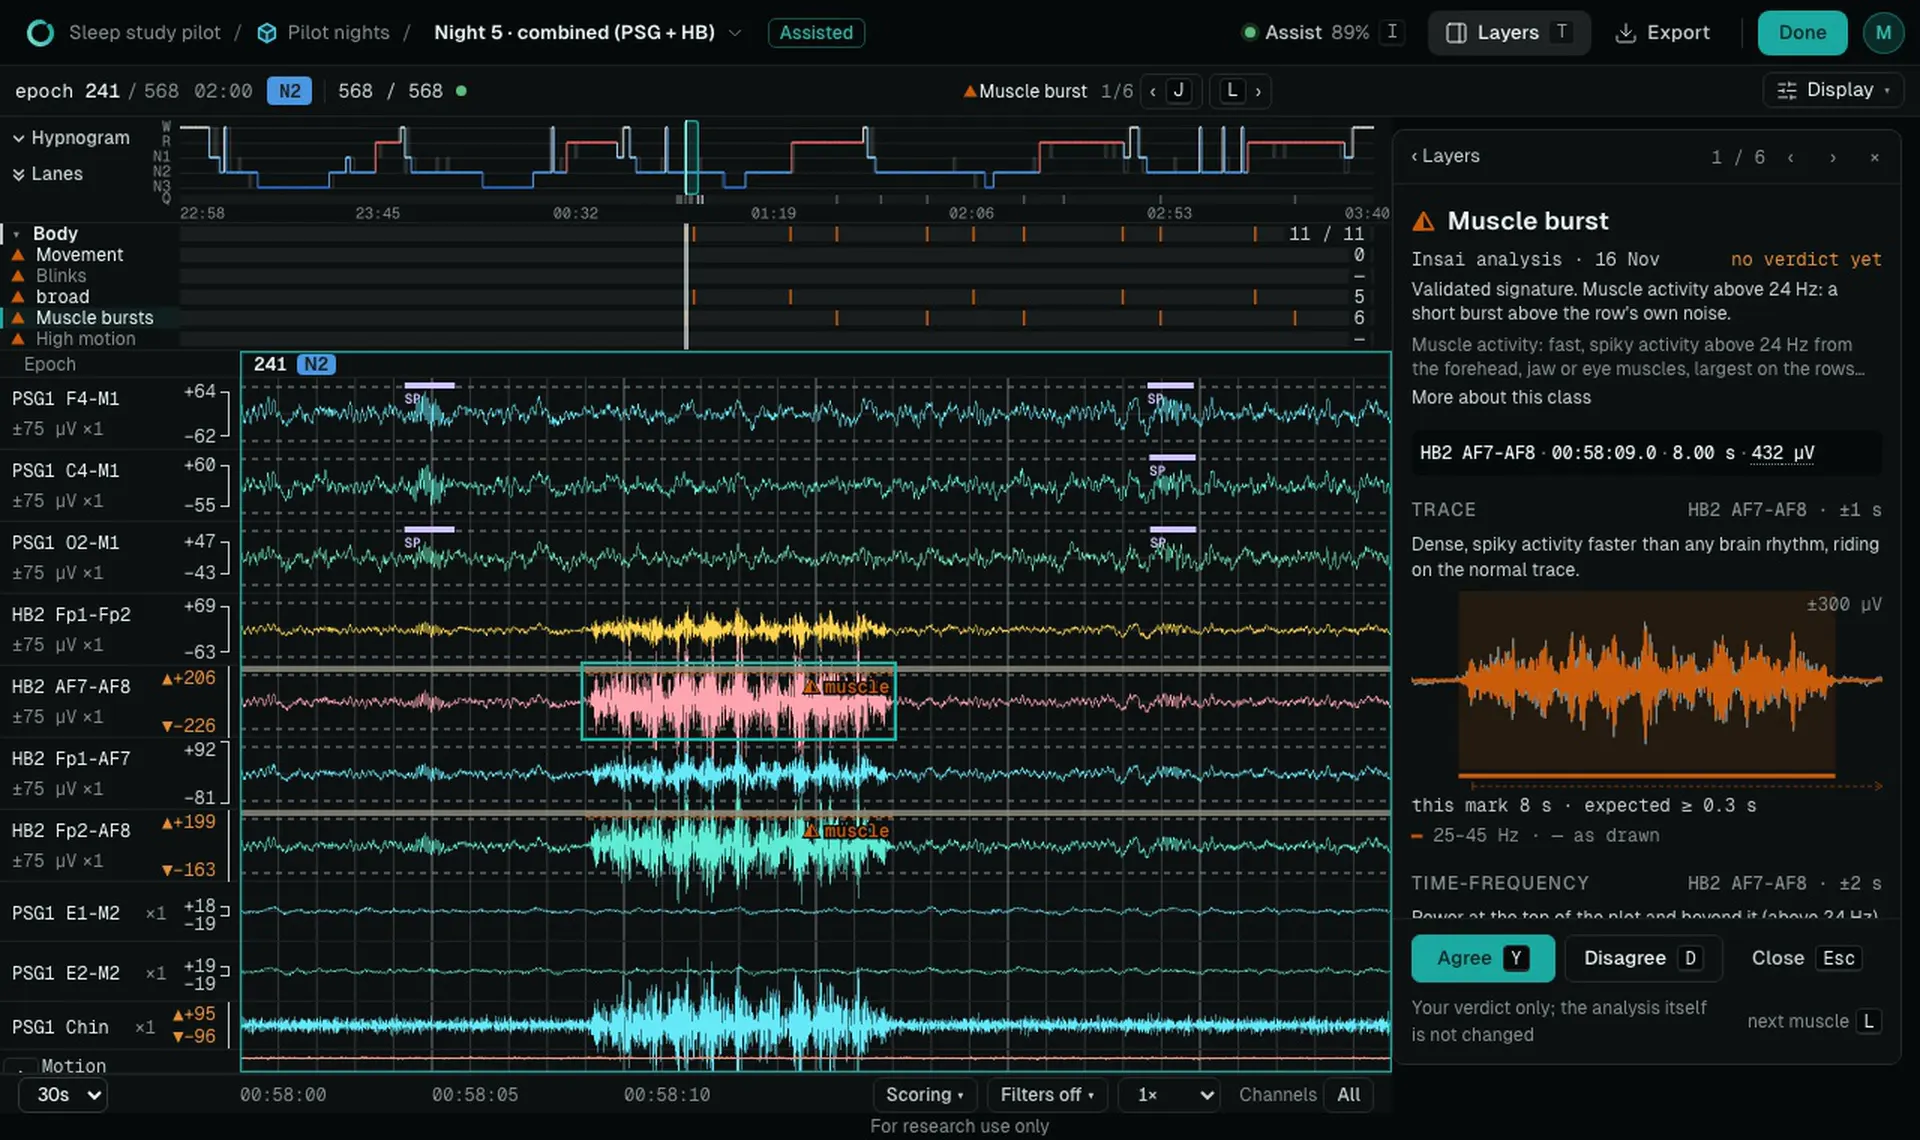 Sleep study pilot / Pilot nights / Night 5 · combined (PSG + HB) Assisted
Assist 89% I Layers T Export Done M
epoch 241 / 568 02:00 N2 568 / 568
Muscle burst 1/6 ‹ J L › Display
Hypnogram
Lanes
W
R
N1
N2
N3
Q
22:58 23:45 00:32 01:19 02:06 02:53 03:40
Body 11 / 11
Movement 0
Blinks –
broad 5
Muscle bursts 6
High motion –
Epoch 241 N2
PSG1 F4-M1 +64
±75 µV ×1 −62
SP SP
PSG1 C4-M1 +60
±75 µV ×1 −55
SP
PSG1 O2-M1 +47
±75 µV ×1 −43
SP SP
HB2 Fp1-Fp2 +69
±75 µV ×1 −63
HB2 AF7-AF8 ▲+206
±75 µV ×1 ▼−226
muscle
HB2 Fp1-AF7 +92
±75 µV ×1 −81
HB2 Fp2-AF8 ▲+199
±75 µV ×1 ▼−163
muscle
PSG1 E1-M2 ×1 +18
−19
PSG1 E2-M2 ×1 +19
−19
PSG1 Chin ×1 ▲+95
▼−96
Motion
30s 00:58:00 00:58:05 00:58:10 Scoring Filters off 1× Channels All
For research use only
‹ Layers 1 / 6 ‹ › ×
Muscle burst
Insai analysis · 16 Nov no verdict yet
Validated signature. Muscle activity above 24 Hz: a
short burst above the row's own noise.
Muscle activity: fast, spiky activity above 24 Hz from
the forehead, jaw or eye muscles, largest on the rows…
More about this class
HB2 AF7-AF8 · 00:58:09.0 · 8.00 s · 432 µV
TRACE HB2 AF7-AF8 · ±1 s
Dense, spiky activity faster than any brain rhythm, riding
on the normal trace.
±300 µV
this mark 8 s · expected ≥ 0.3 s
25–45 Hz · — as drawn
TIME-FREQUENCY HB2 AF7-AF8 · ±2 s
Power at the top of the plot and beyond it (above 24 Hz)
Agree Y Disagree D Close Esc
Your verdict only; the analysis itself
is not changed
next muscle L